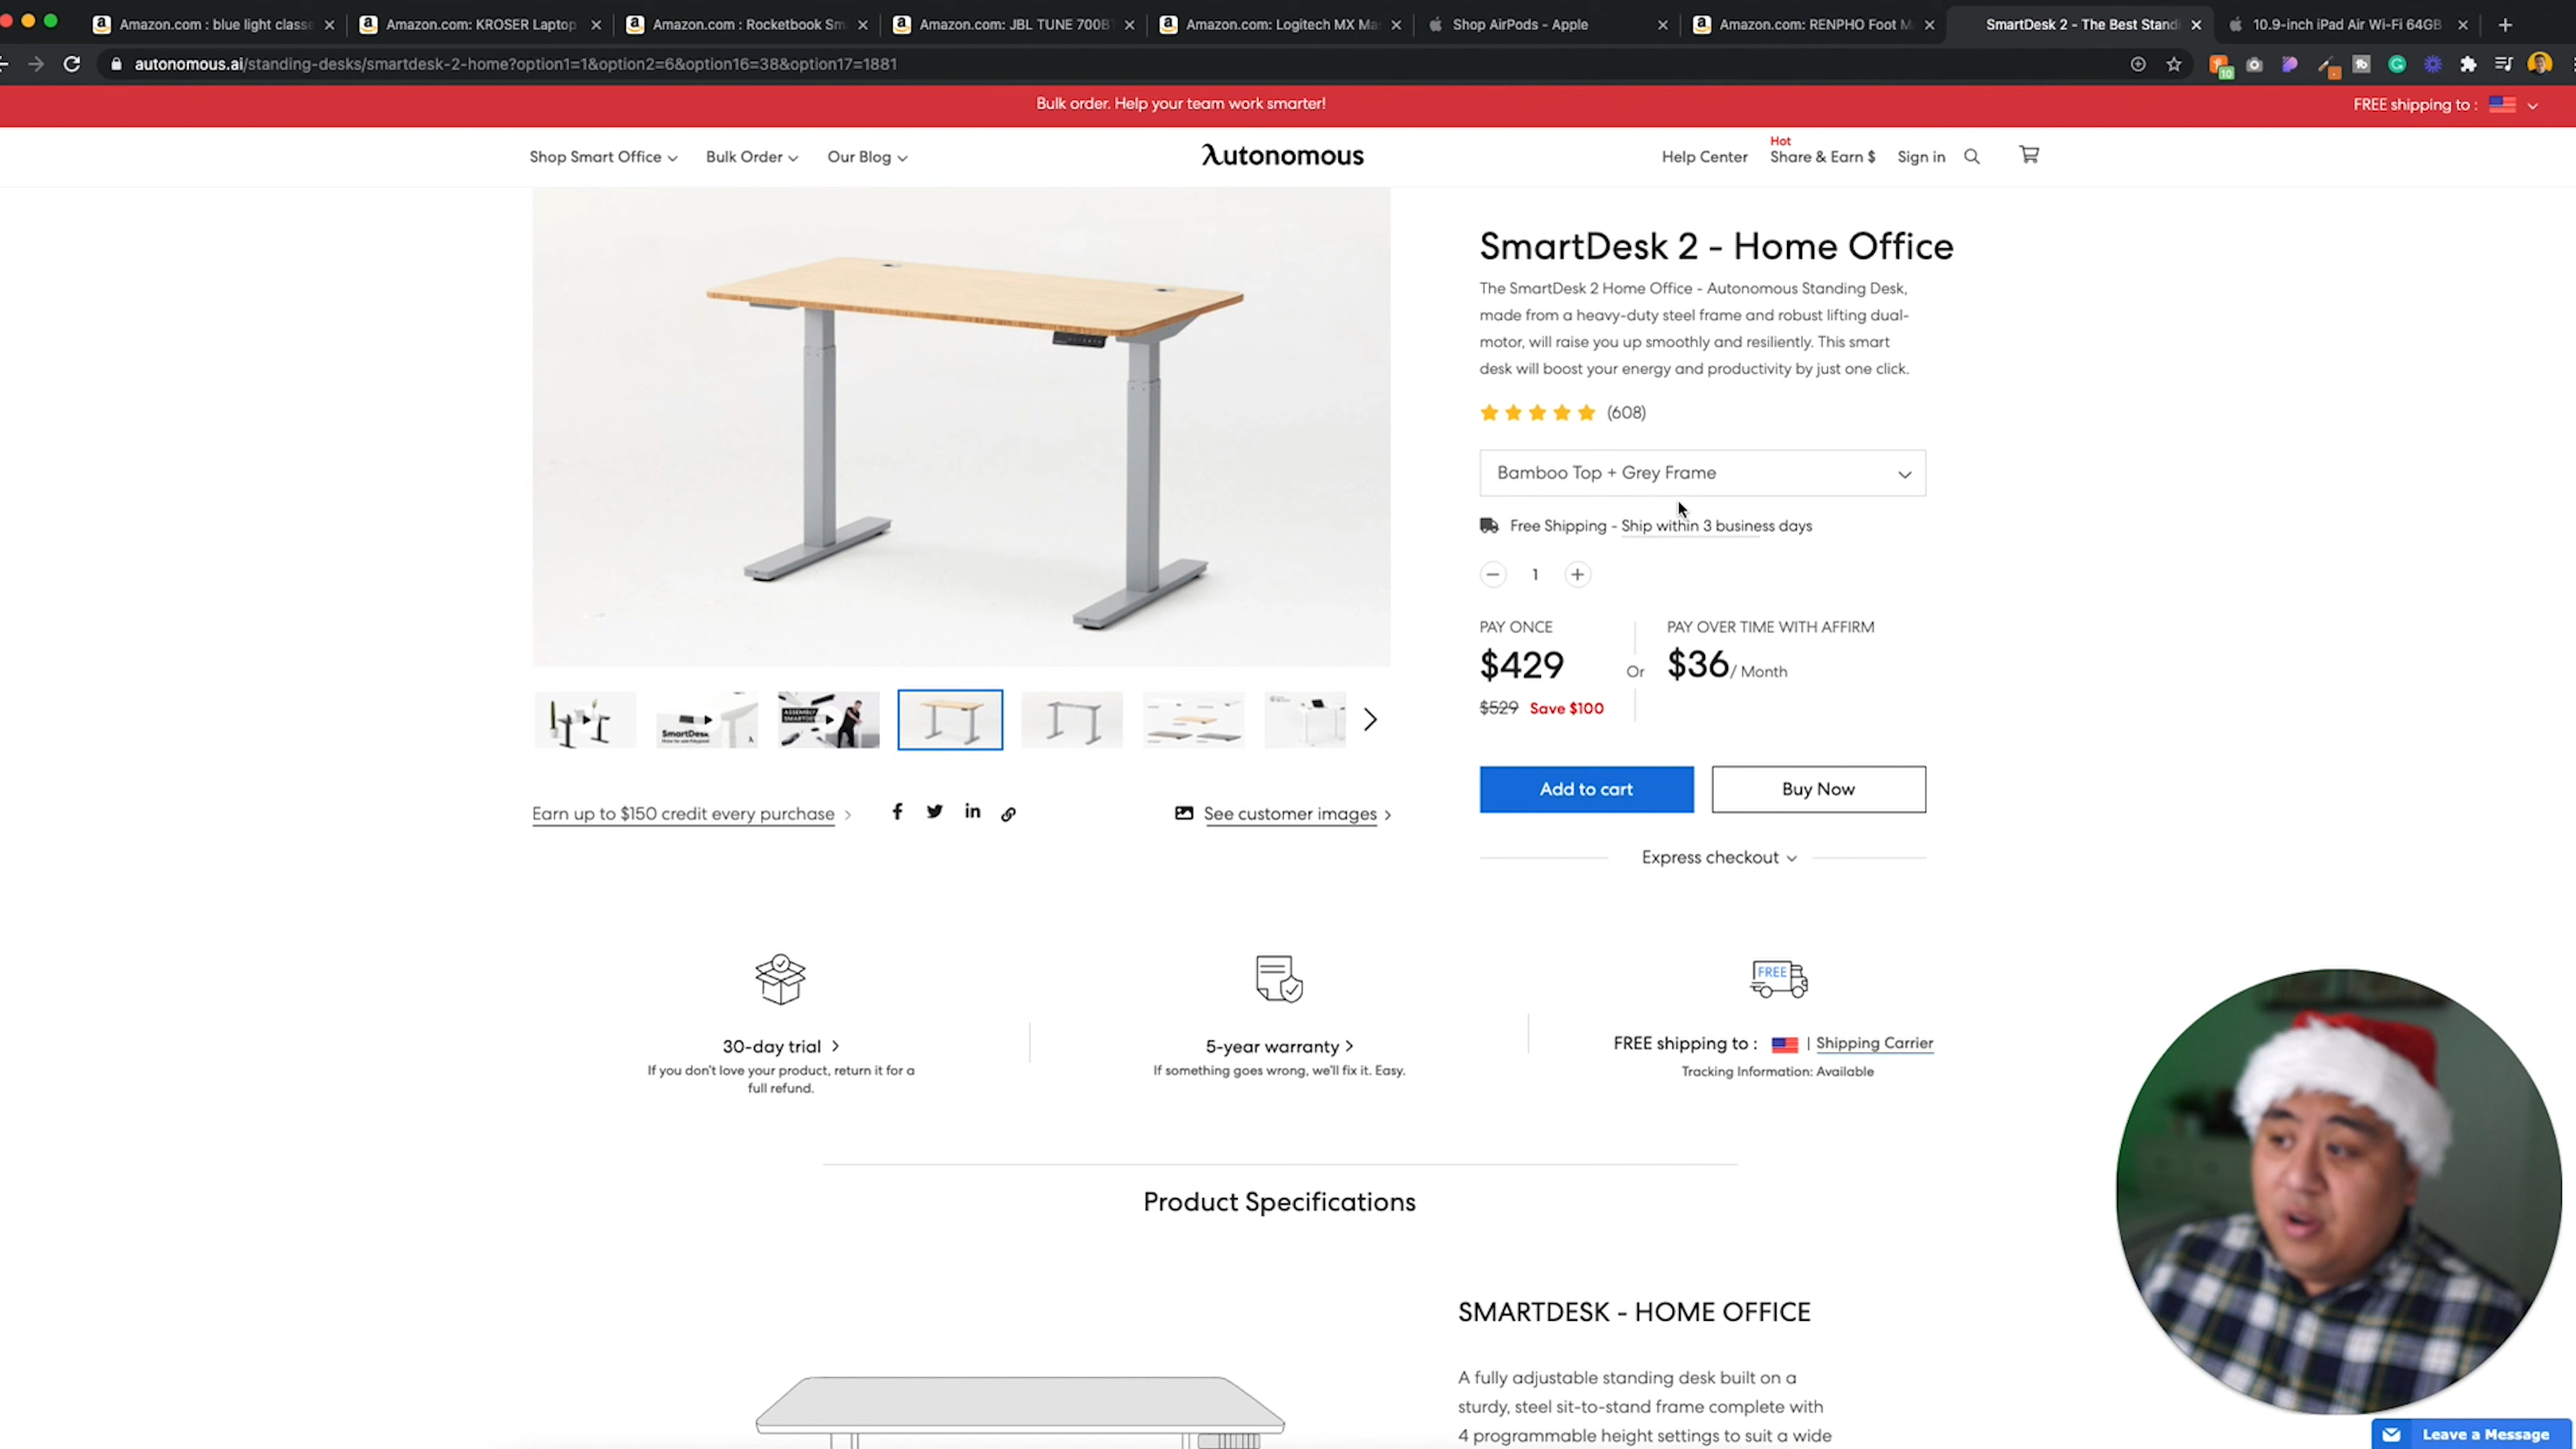 Amazon.com : blue light classe
Amazon.com: KROSER Laptop
Amazon.com : Rocketbook Sm
Amazon.com: JBL TUNE 700BT
Amazon.com: Logitech MX Ma
Shop AirPods - Apple
Amazon.com: RENPHO Foot M
SmartDesk 2 - The Best Standi
10.9-inch iPad Air Wi-Fi 64GB
autonomous.ai/standing-desks/smartdesk-2-home?option1=1&option2=6&option16=38&option17=1881
10
Bulk order. Help your team work smarter!
FREE shipping to :
Shop Smart Office
Bulk Order
Our Blog
Autonomous
Help Center
Hot
Share & Earn $
Sign in
SmartDesk 2 - Home Office
The SmartDesk 2 Home Office - Autonomous Standing Desk,
made from a heavy-duty steel frame and robust lifting dual-
motor, will raise you up smoothly and resiliently. This smart
desk will boost your energy and productivity by just one click.
(608)
Bamboo Top + Grey Frame
Free Shipping - Ship within 3 business days
1
PAY ONCE
$429
$529 Save $100
Or
PAY OVER TIME WITH AFFIRM
$36/ Month
SmartDesk
ASSEMBLY
Add to cart
Buy Now
Earn up to $150 credit every purchase
See customer images
Express checkout
30-day trial
If you don't love your product, return it for a
full refund.
5-year warranty
If something goes wrong, we'll fix it. Easy.
FREE
FREE shipping to : | Shipping Carrier
Tracking Information: Available
Product Specifications
SMARTDESK - HOME OFFICE
A fully adjustable standing desk built on a
sturdy, steel sit-to-stand frame complete with
4 programmable height settings to suit a wide
Leave a Message